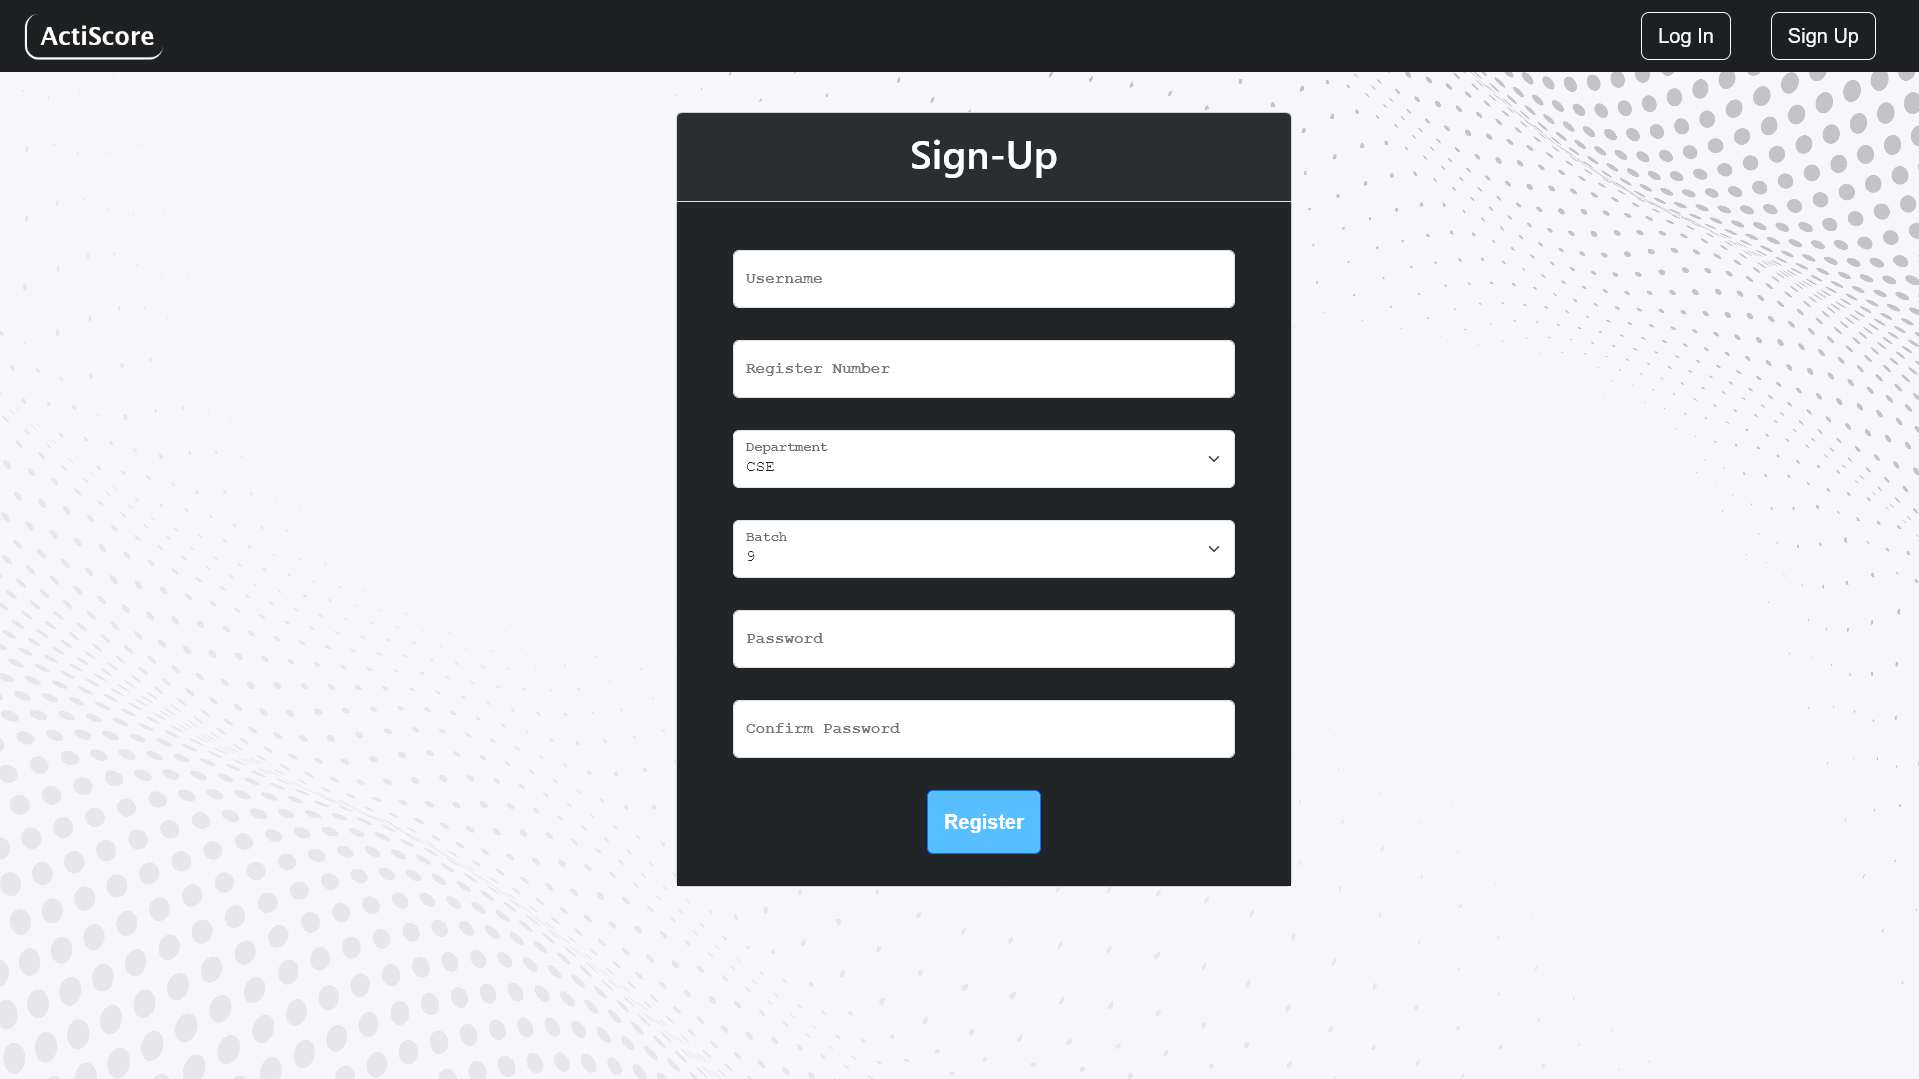 ActiScore
Log In
Sign Up
Sign-Up
Username
Register Number
Department
CSE
Batch
9
Password
Confirm Password
Register